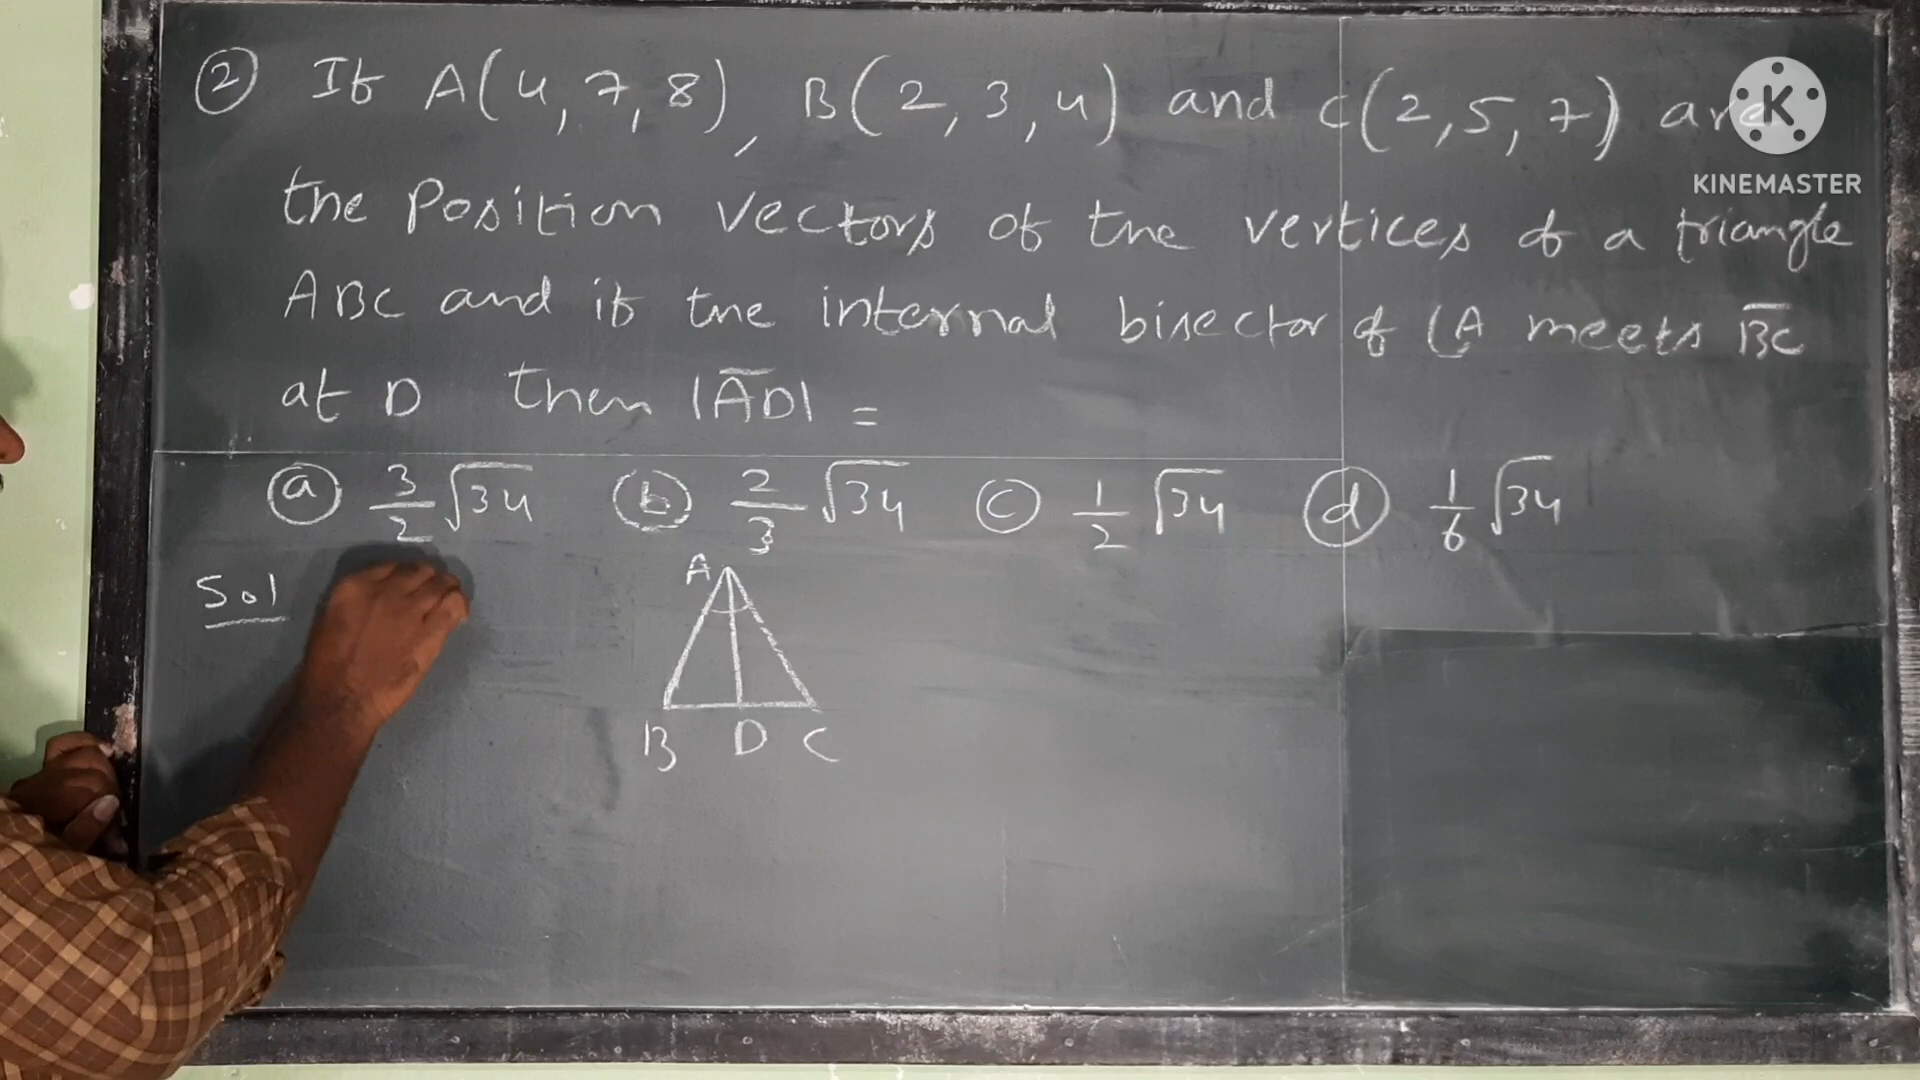 ② If A(4,7,8), B(2,3,4) and C(2,5,7) are
the Position vectors of the vertices of a triangle
ABC and if the internal bisector of ∠A meets B̅C̅
at D then |A̅D̅| =
ⓐ 3/2 √34 ⓑ 2/3 √34 ⓒ 1/2 √34 ⓓ 1/6 √34
Sol
A
B D C
K
KINEMASTER